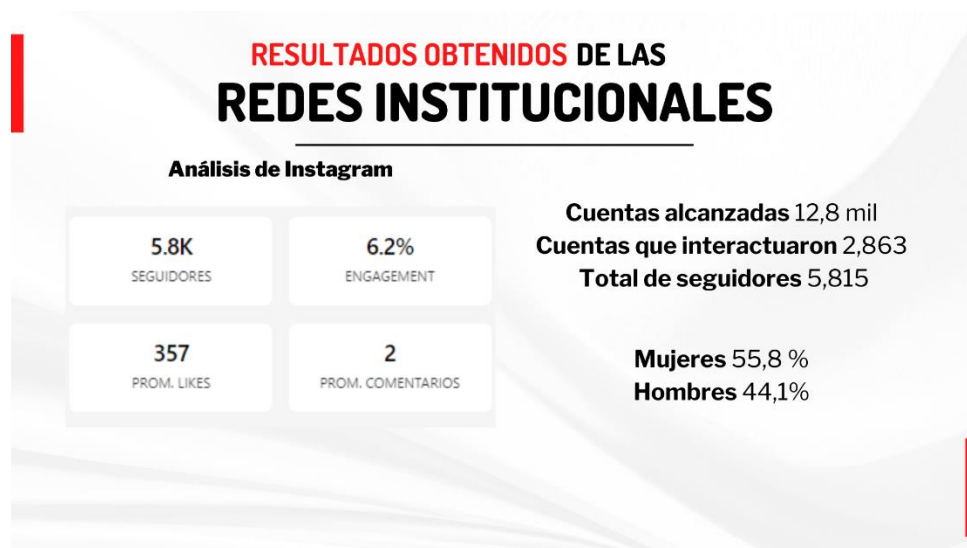 RESULTADOS OBTENIDOS DE LAS
REDES INSTITUCIONALES
Análisis de Instagram
5.8K
SEGUIDORES
6.2%
ENGAGEMENT
357
PROM. LIKES
2
PROM. COMENTARIOS
Cuentas alcanzadas 12,8 mil
Cuentas que interactuaron 2,863
Total de seguidores 5,815
Mujeres 55,8 %
Hombres 44,1%